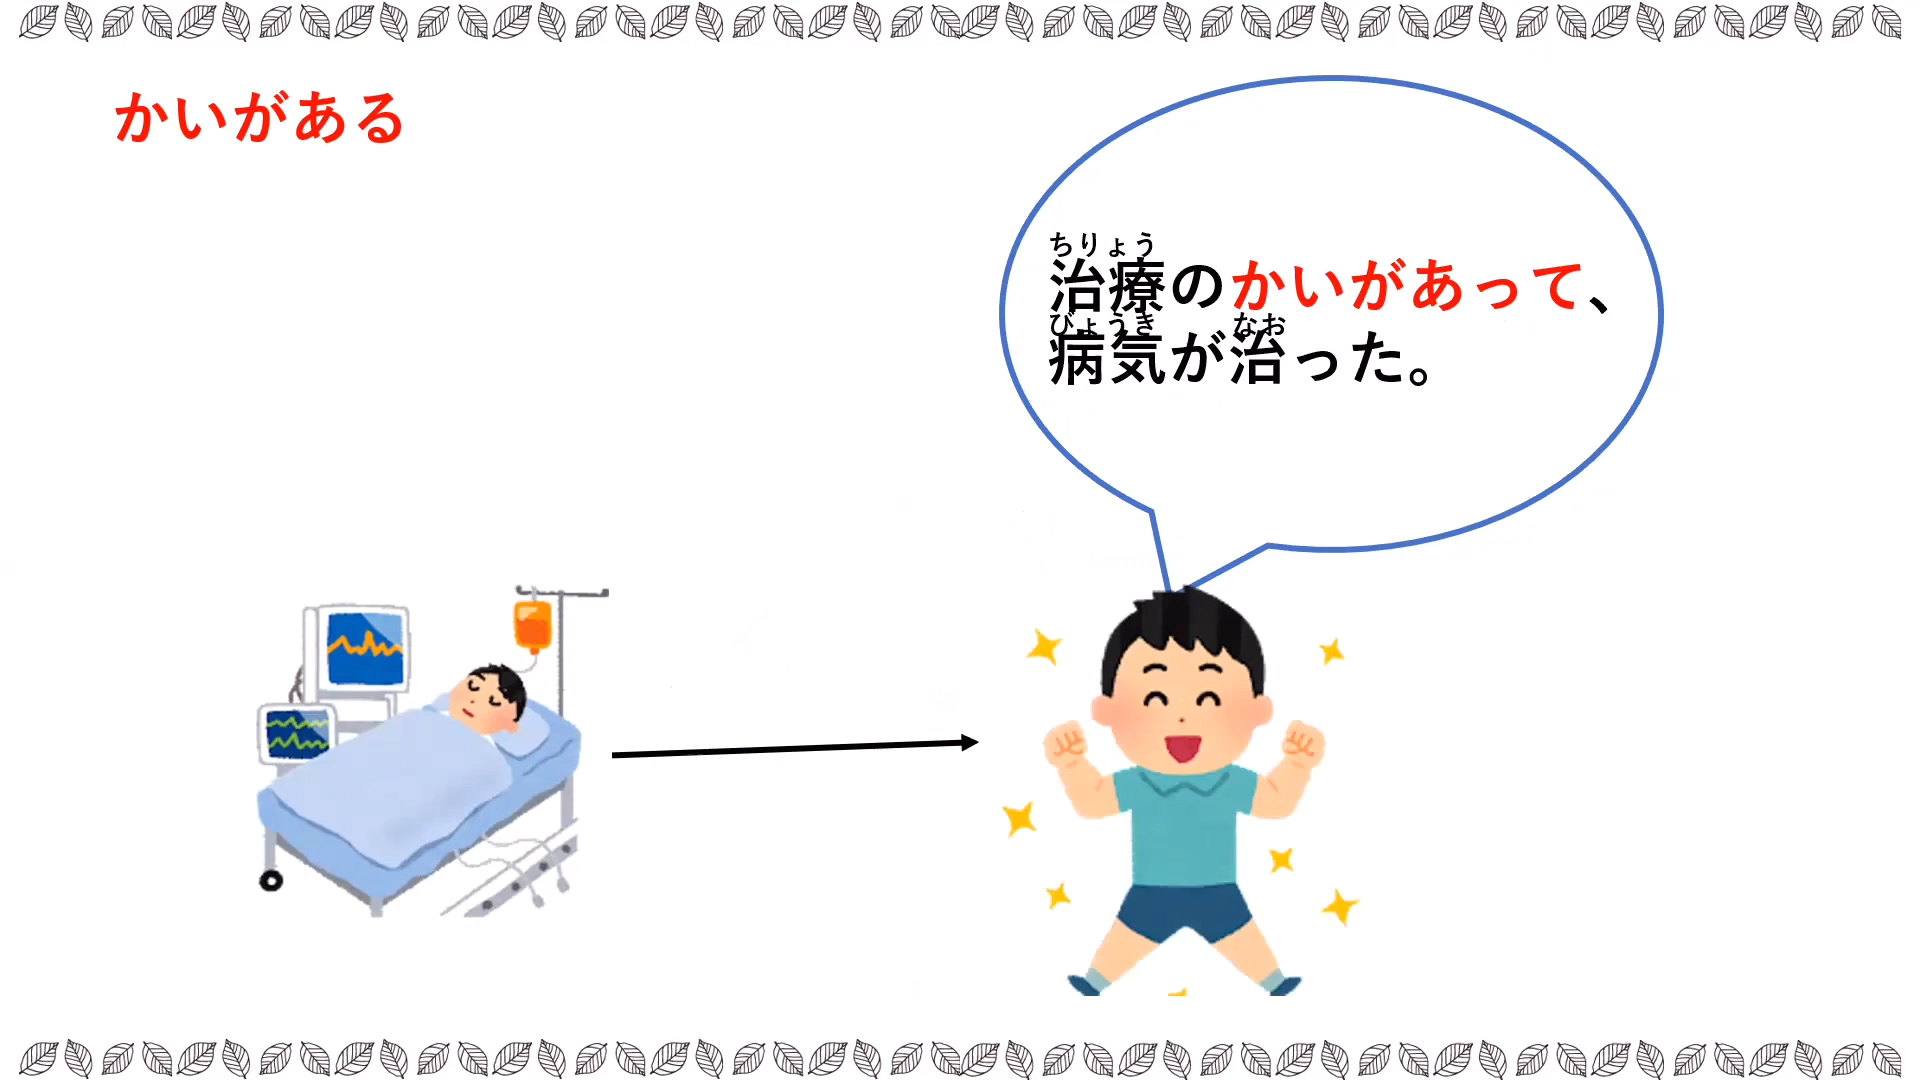 かいがある
ちりょう
治療のかいがあって、
びょうき なお
病気が治った。